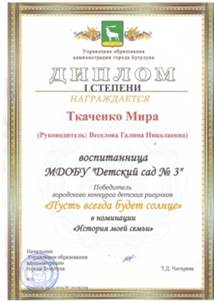 Управление образования
администрации города Бузулука
ДИПЛОМ
I СТЕПЕНИ
НАГРАЖДАЕТСЯ
Ткаченко Мира
(Руководитель: Веселова Галина Николаевна)
воспитанница
МДОБУ "Детский сад № 3"
Победитель
городского конкурса детских рисунков
«Пусть всегда будет солнце»
в номинации
«История моей семьи»
Начальник
Управления образования
администрации
города Бузулука
Т.Д. Чигарева